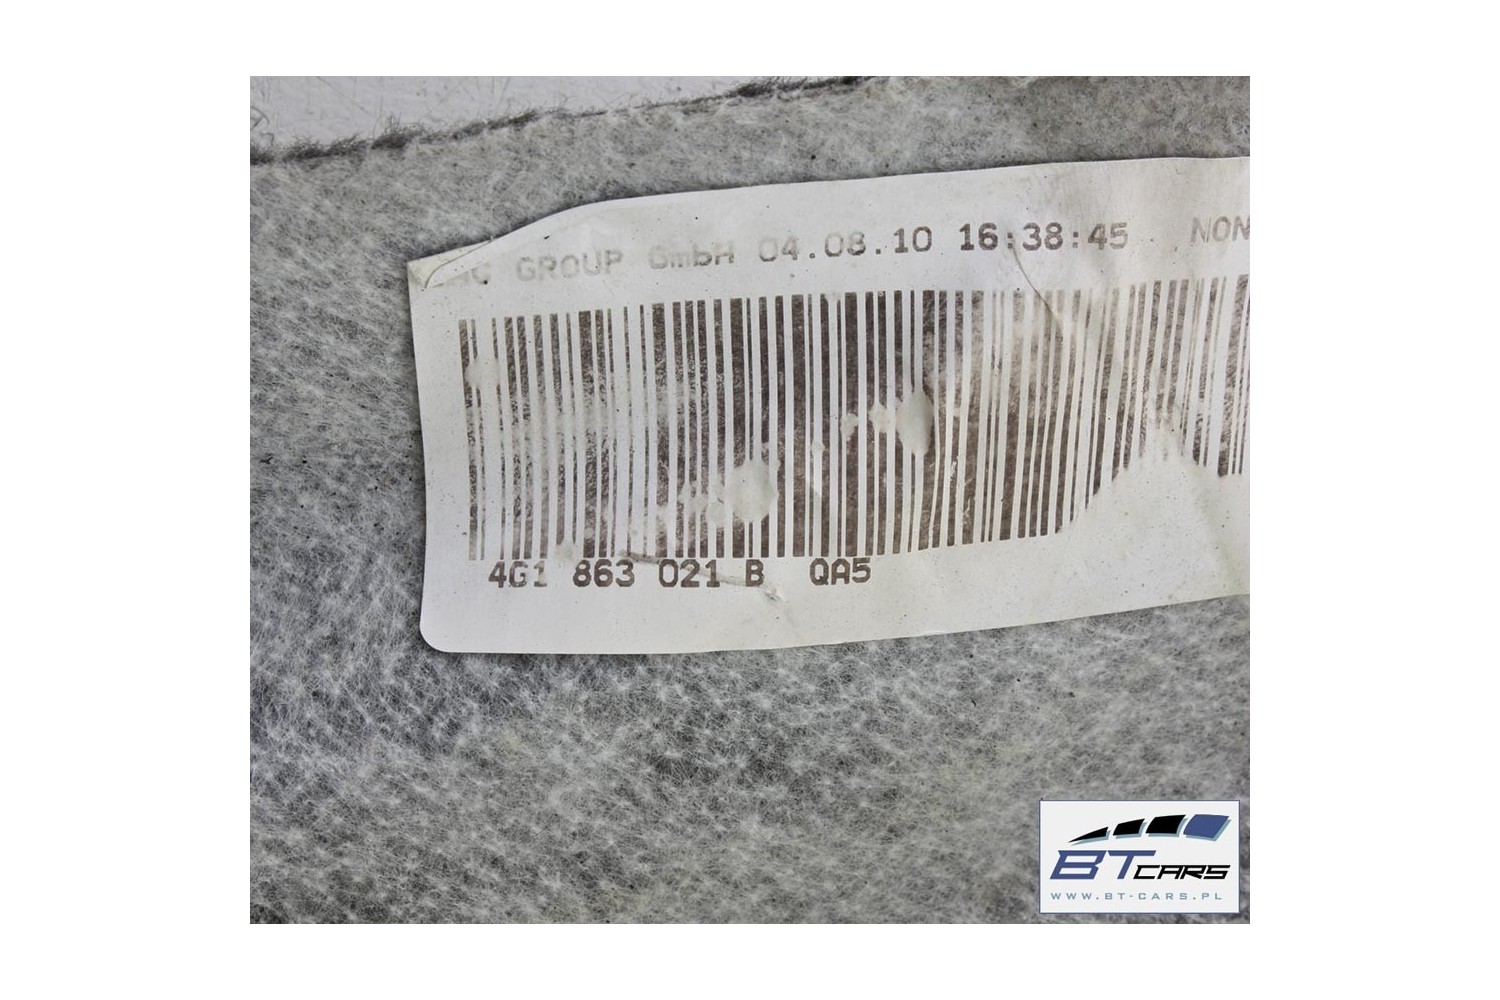 GROUP GmbH 04.08.10 16:38:45 NON
4G1 863 021 B QA5
BT CARS
WWW.BT-CARS.PL